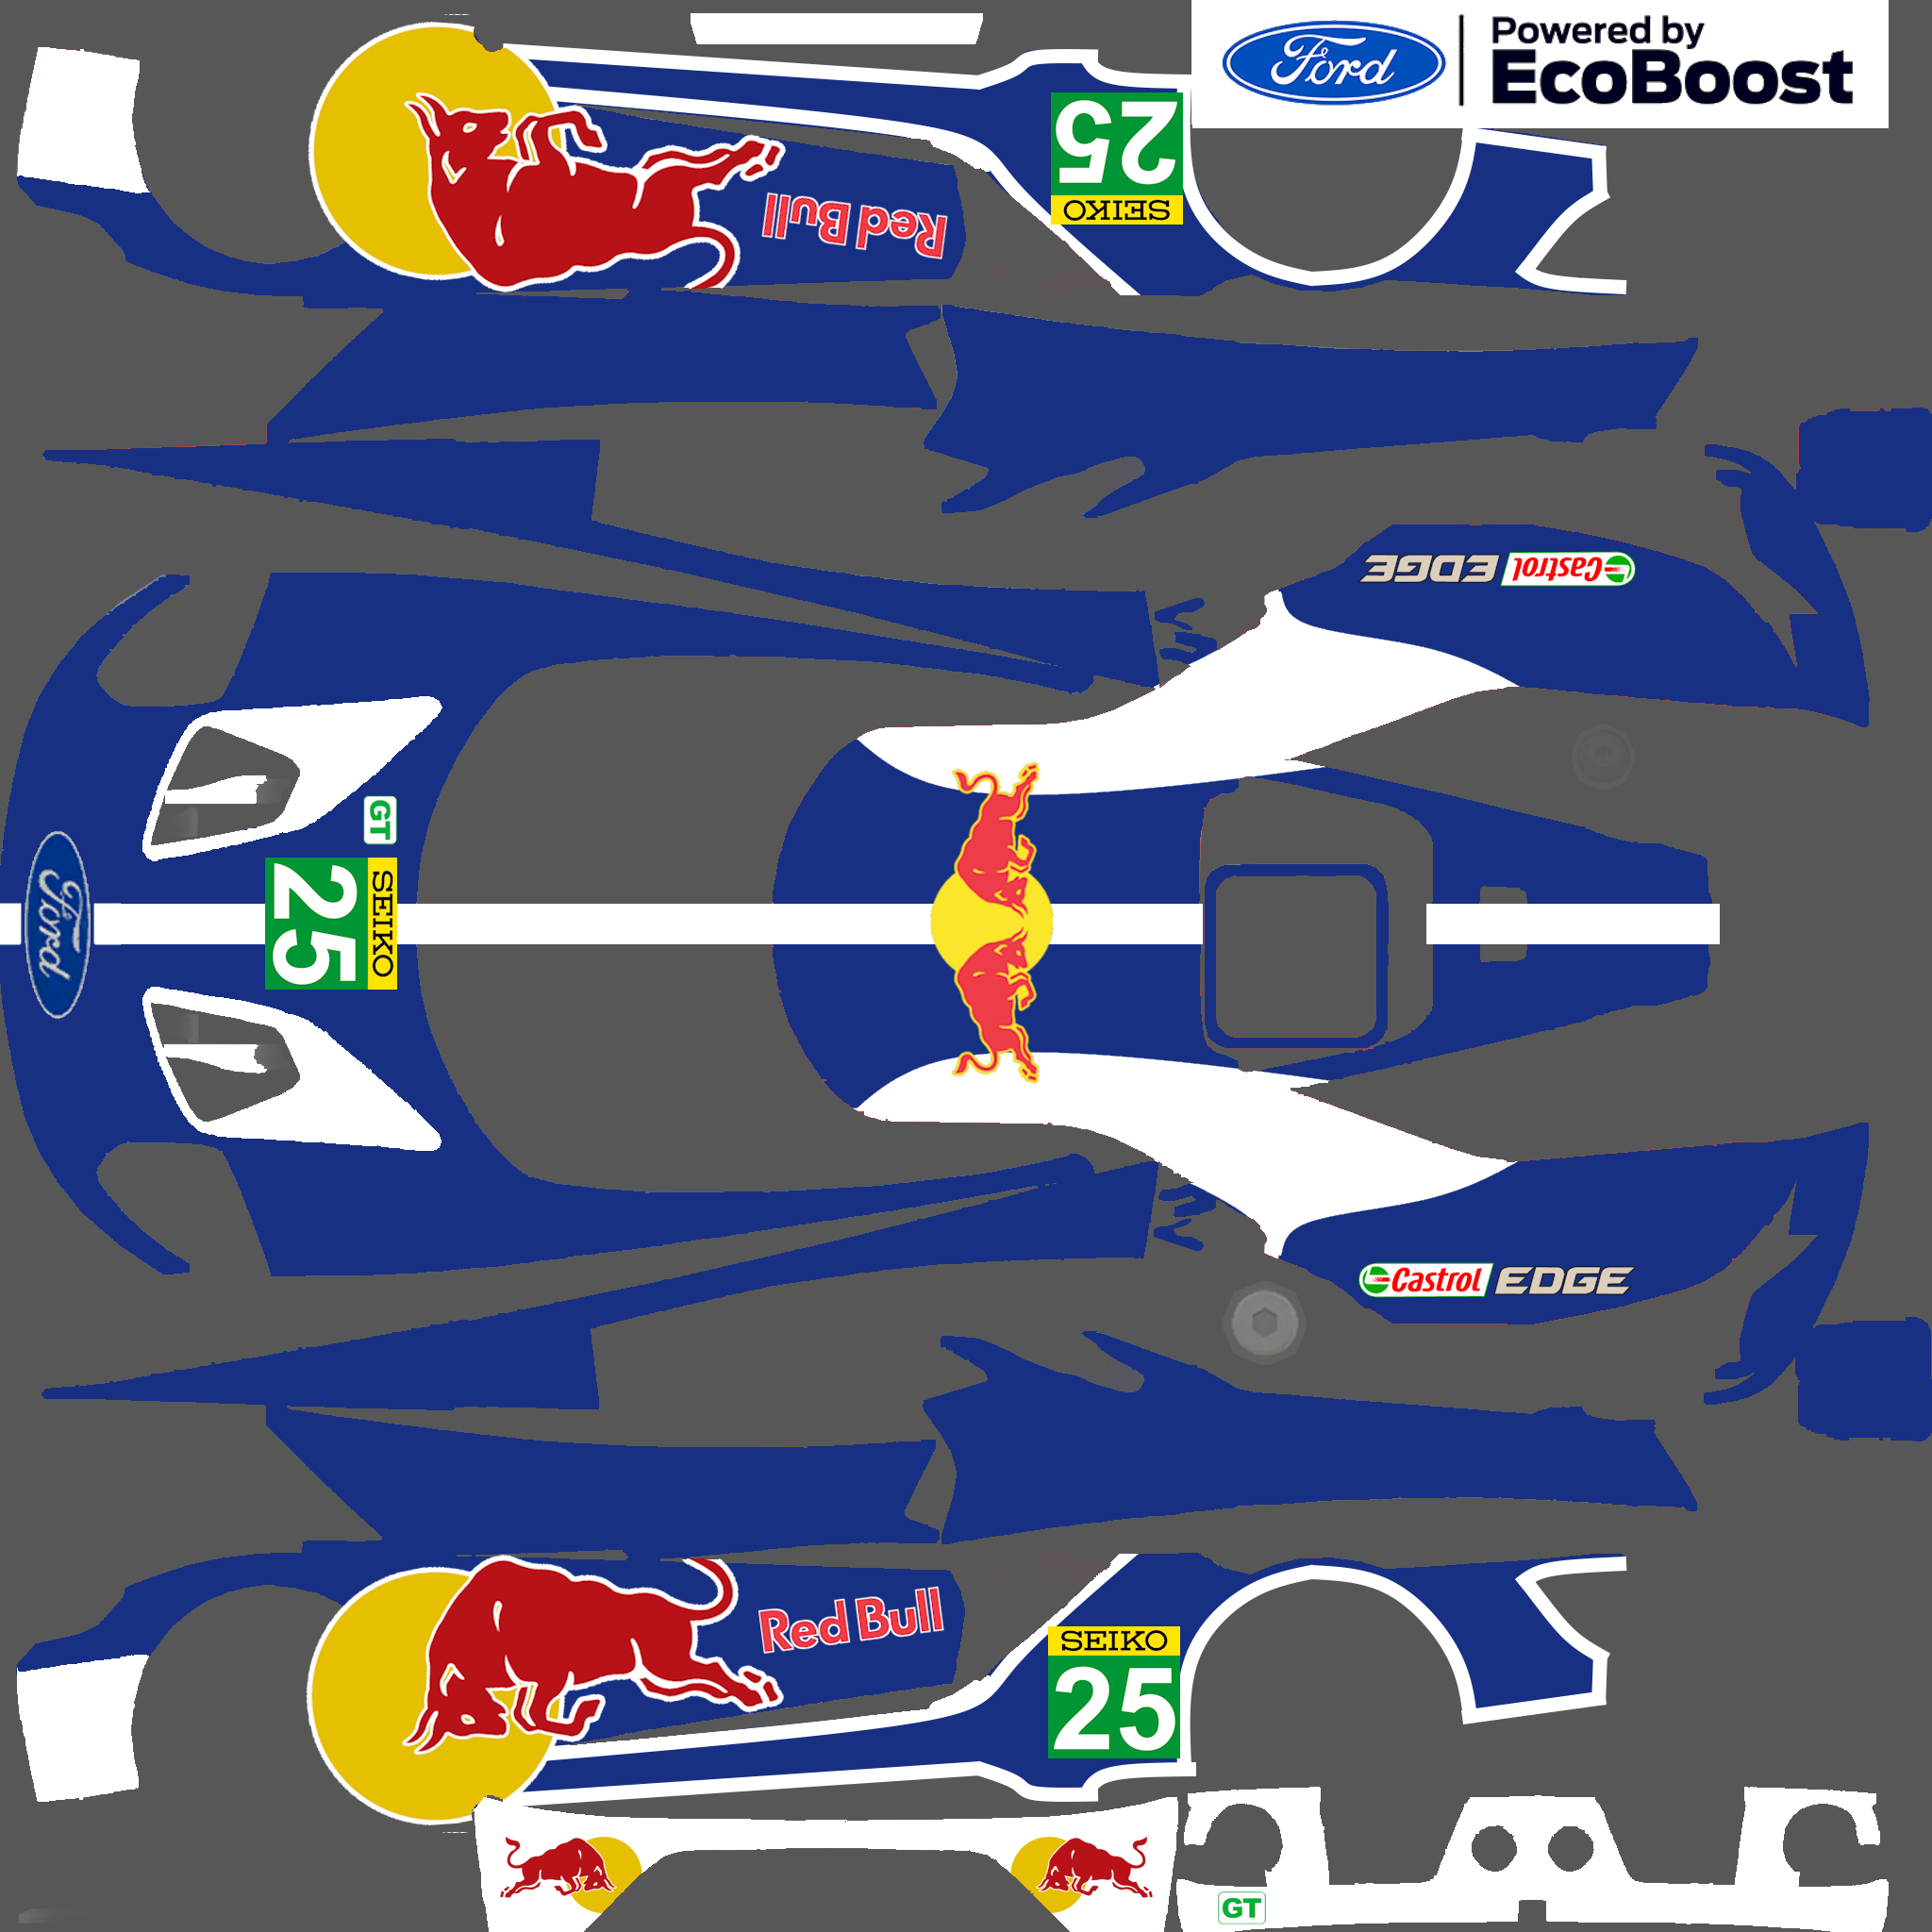 Ford
Powered by
EcoBoost
25
SEIKO
Red Bull
Castrol EDGE
GT
SEIKO
25
Ford
Castrol EDGE
Red Bull
SEIKO
25
GT